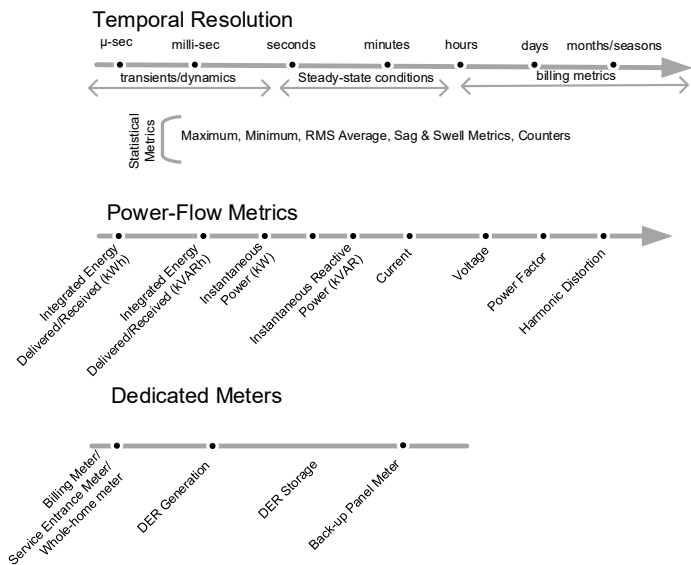 Temporal Resolution
μ-sec
milli-sec
seconds
minutes
hours
days
months/seasons
transients/dynamics
Steady-state conditions
billing metrics
Statistical
Metrics
Maximum, Minimum, RMS Average, Sag & Swell Metrics, Counters
Power-Flow Metrics
Integrated Energy
Delivered/Received (kWh)
Integrated Energy
Delivered/Received (kVARh)
Instantaneous
Power (kW)
Instantaneous Reactive
Power (kVAR)
Current
Voltage
Power Factor
Harmonic Distortion
Dedicated Meters
Billing Meter/
Service Entrance Meter/
Whole-home meter
DER Generation
DER Storage
Back-up Panel Meter